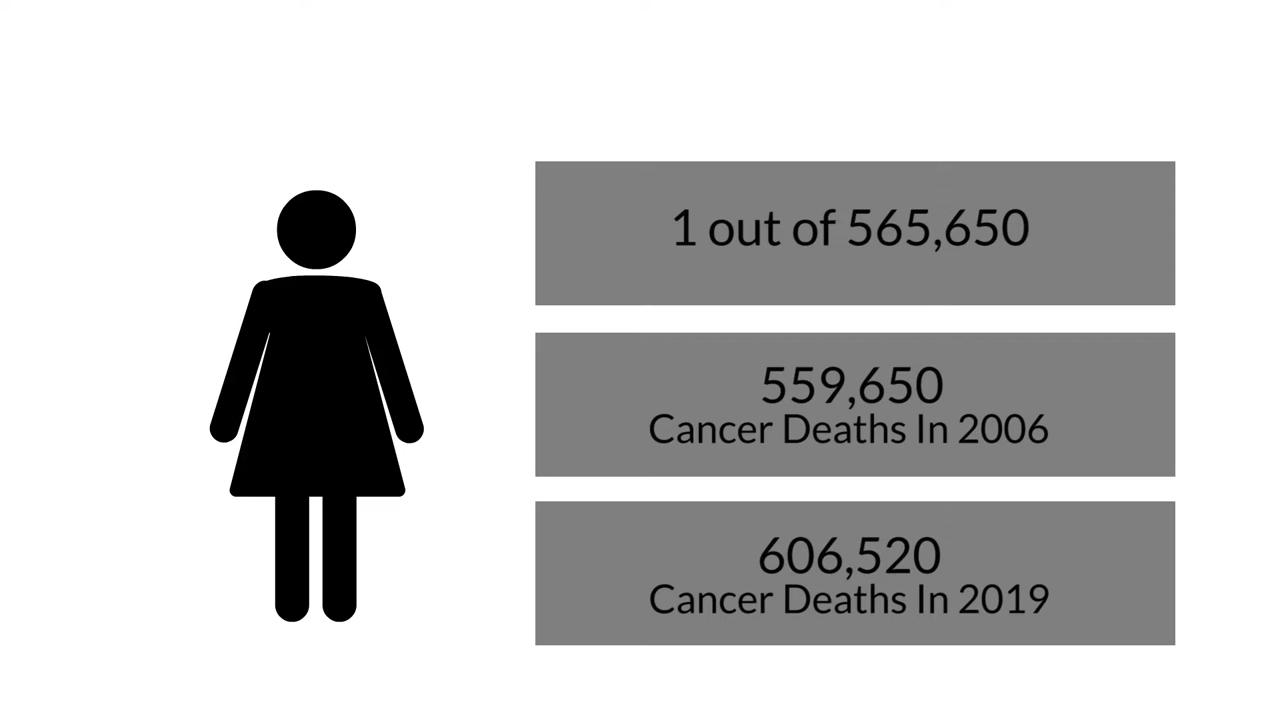 1 out of 565,650
559,650
Cancer Deaths In 2006
606,520
Cancer Deaths In 2019